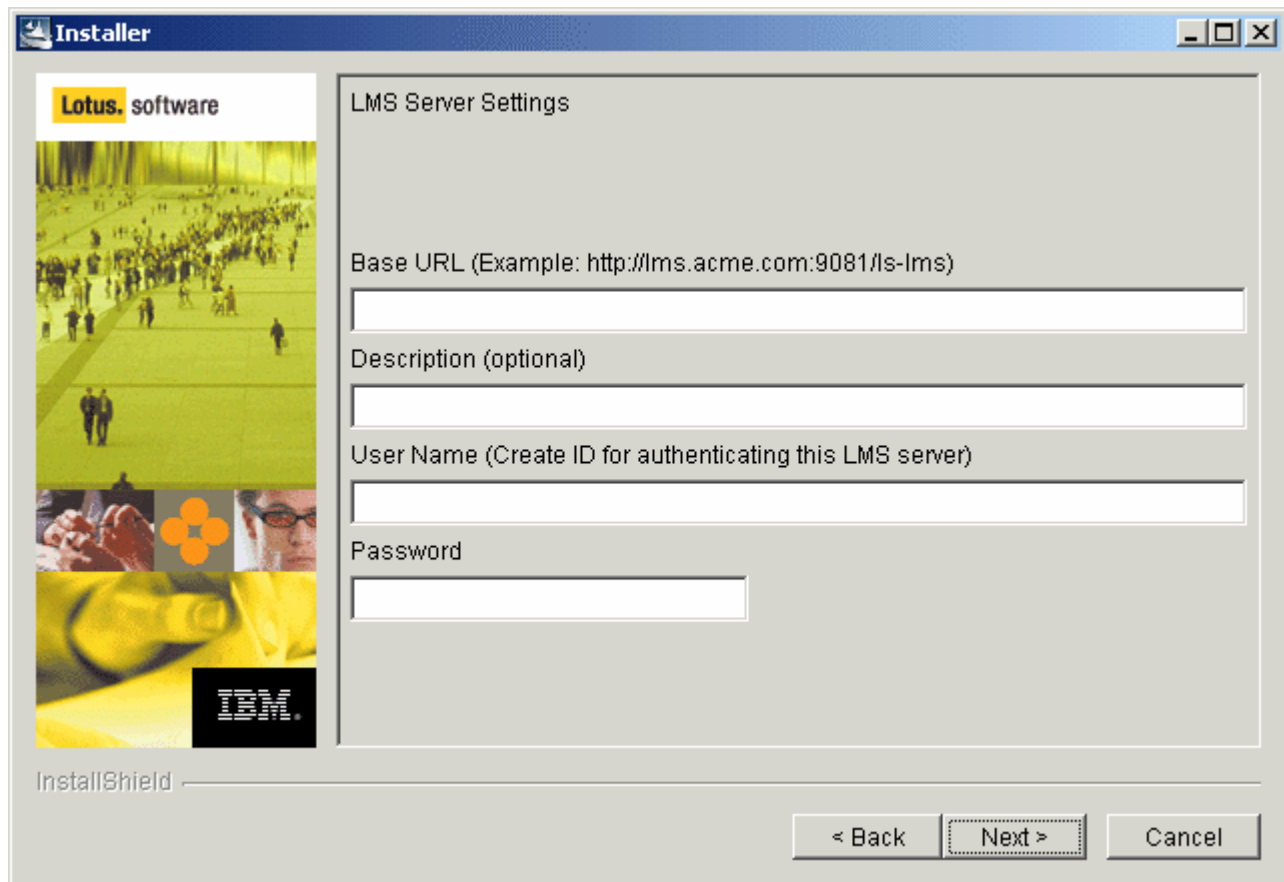 Installer
Lotus. software
LMS Server Settings
Base URL (Example: http://lms.acme.com:9081/ls-lms)
Description (optional)
User Name (Create ID for authenticating this LMS server)
Password
IBM.
InstallShield
< Back
Next >
Cancel